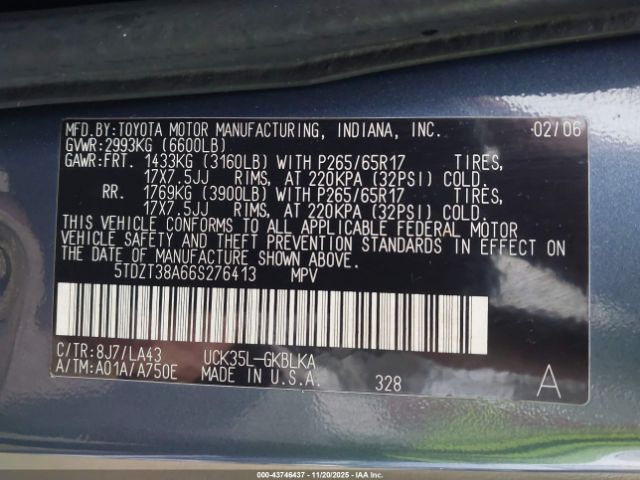 MFD.BY:TOYOTA MOTOR MANUFACTURING, INDIANA, INC. 02/06
GVWR:2993KG (6600LB)
GAWR:FRT. 1433KG (3160LB) WITH P265/65R17 TIRES,
17X7.5JJ RIMS, AT 220KPA (32PSI) COLD.
RR. 1769KG (3900LB) WITH P265/65R17 TIRES,
17X7.5JJ RIMS, AT 220KPA (32PSI) COLD.
THIS VEHICLE CONFORMS TO ALL APPLICABLE FEDERAL MOTOR
VEHICLE SAFETY AND THEFT PREVENTION STANDARDS IN EFFECT
ON THE DATE OF MANUFACTURE SHOWN ABOVE.
5TDZT38A66S276413 MPV
C/TR:8J7/LA43 UCK35L-GKBLKA
A/TM:A01A/A750E MADE IN U.S.A. 328 A
000-43746437 - 11/20/2025 - IAAI.COM